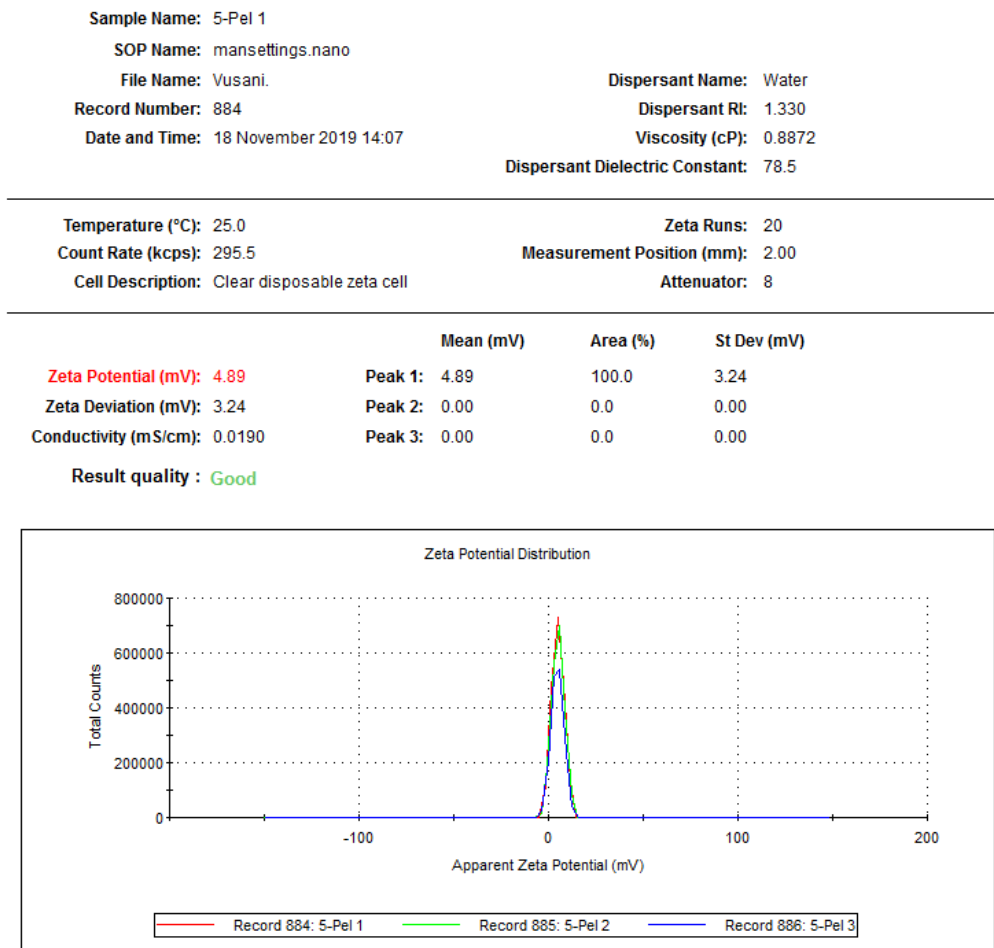 Sample Name: 5-Pel 1
SOP Name: mansettings.nano
File Name: Vusani. Dispersant Name: Water
Record Number: 884 Dispersant RI: 1.330
Date and Time: 18 November 2019 14:07 Viscosity (cP): 0.8872
Dispersant Dielectric Constant: 78.5
Temperature (°C): 25.0 Zeta Runs: 20
Count Rate (kcps): 295.5 Measurement Position (mm): 2.00
Cell Description: Clear disposable zeta cell Attenuator: 8
Mean (mV) Area (%) St Dev (mV)
Zeta Potential (mV): 4.89 Peak 1: 4.89 100.0 3.24
Zeta Deviation (mV): 3.24 Peak 2: 0.00 0.0 0.00
Conductivity (mS/cm): 0.0190 Peak 3: 0.00 0.0 0.00
Result quality : Good
Zeta Potential Distribution
800000
600000
400000
200000
0
Total Counts
-100 0 100 200
Apparent Zeta Potential (mV)
Record 884: 5-Pel 1 Record 885: 5-Pel 2 Record 886: 5-Pel 3